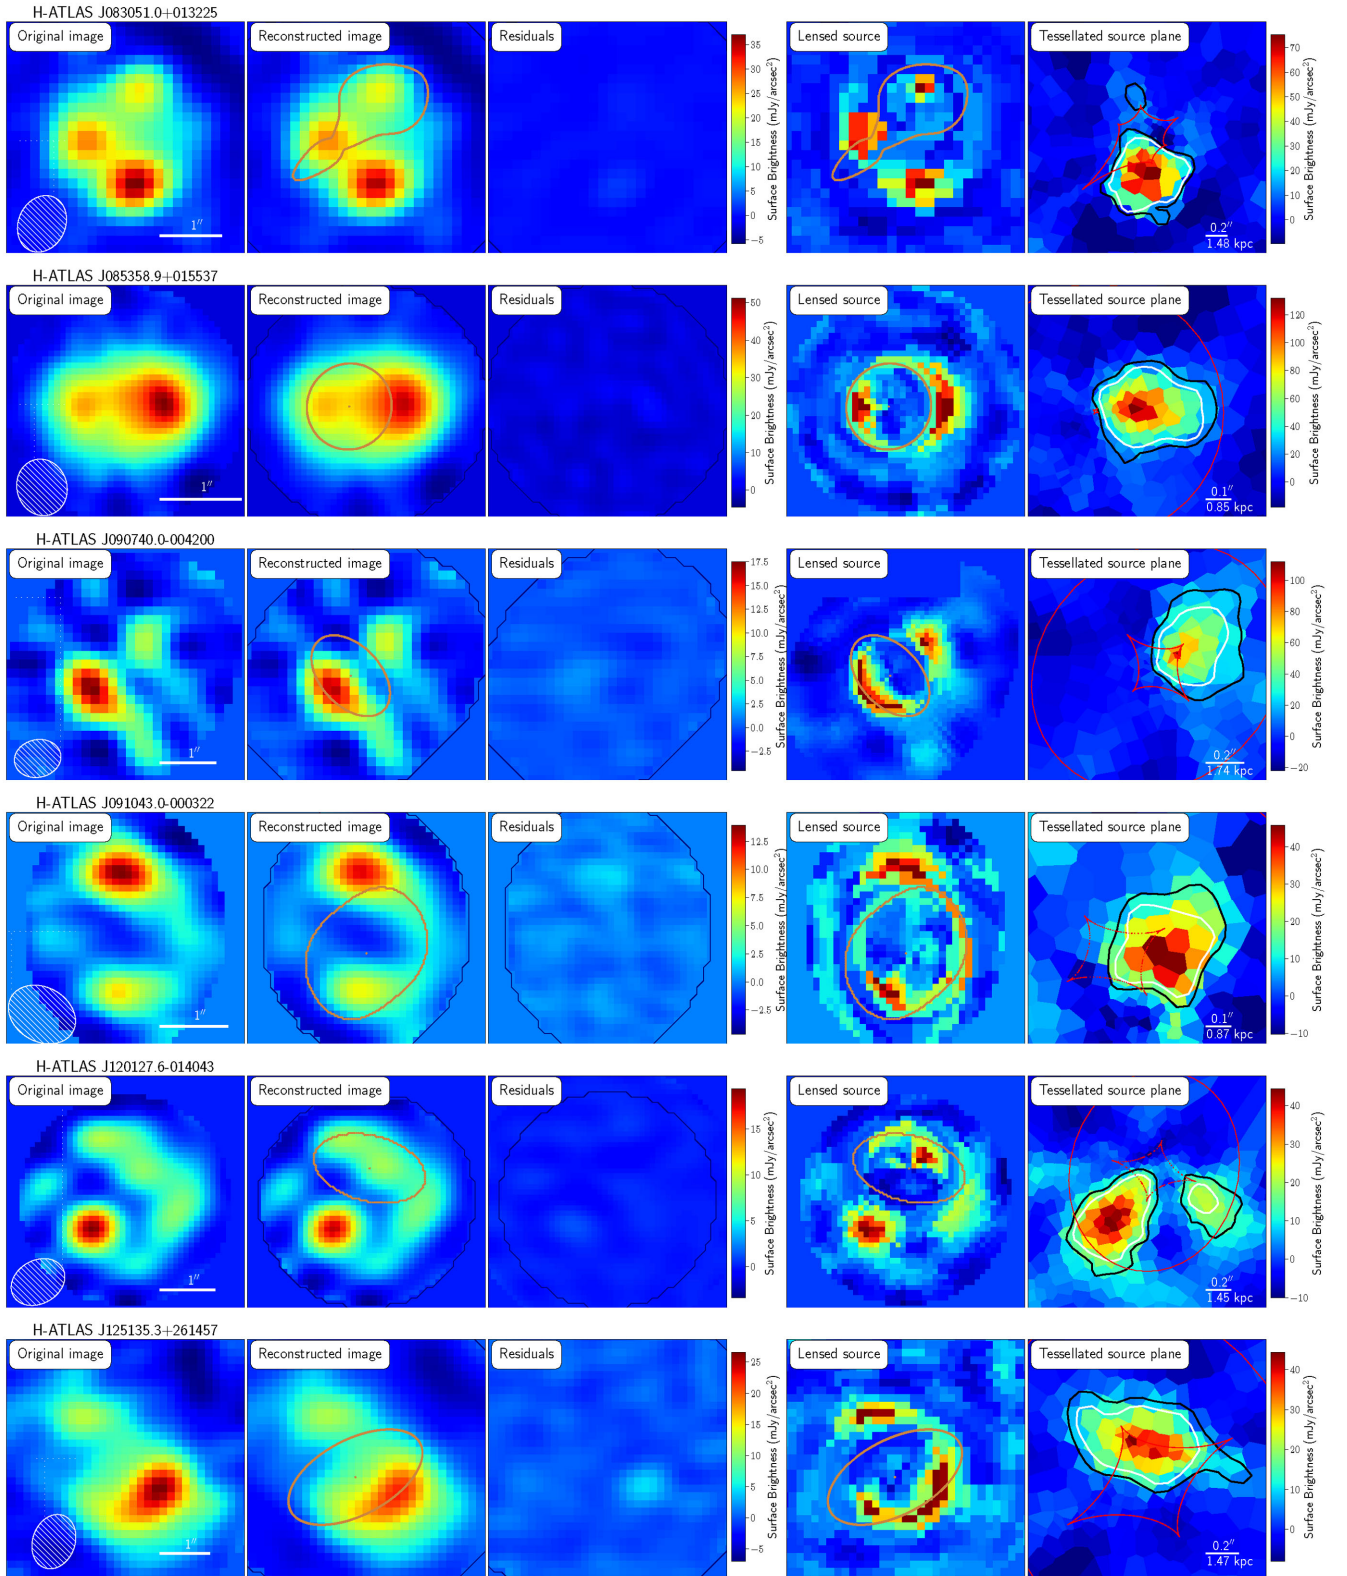 H-ATLAS J083051.0+013225
Original image
Reconstructed image
Residuals
Lensed source
Tessellated source plane
1″
0.2″
1.48 kpc
35
30
25
20
15
10
5
0
−5
Surface Brightness (mJy/arcsec²)
70
60
50
40
30
20
10
0
Surface Brightness (mJy/arcsec²)
H-ATLAS J085358.9+015537
Original image
Reconstructed image
Residuals
Lensed source
Tessellated source plane
1″
0.1″
0.85 kpc
50
40
30
20
10
0
Surface Brightness (mJy/arcsec²)
120
100
80
60
40
20
0
Surface Brightness (mJy/arcsec²)
H-ATLAS J090740.0-004200
Original image
Reconstructed image
Residuals
Lensed source
Tessellated source plane
1″
0.2″
1.74 kpc
17.5
15.0
12.5
10.0
7.5
5.0
2.5
0.0
−2.5
Surface Brightness (mJy/arcsec²)
100
80
60
40
20
0
−20
Surface Brightness (mJy/arcsec²)
H-ATLAS J091043.0-000322
Original image
Reconstructed image
Residuals
Lensed source
Tessellated source plane
1″
0.1″
0.87 kpc
12.5
10.0
7.5
5.0
2.5
0.0
−2.5
Surface Brightness (mJy/arcsec²)
40
30
20
10
0
−10
Surface Brightness (mJy/arcsec²)
H-ATLAS J120127.6-014043
Original image
Reconstructed image
Residuals
Lensed source
Tessellated source plane
1″
0.2″
1.45 kpc
15
10
5
0
Surface Brightness (mJy/arcsec²)
40
30
20
10
0
−10
Surface Brightness (mJy/arcsec²)
H-ATLAS J125135.3+261457
Original image
Reconstructed image
Residuals
Lensed source
Tessellated source plane
1″
0.2″
1.47 kpc
25
20
15
10
5
0
−5
Surface Brightness (mJy/arcsec²)
40
30
20
10
0
Surface Brightness (mJy/arcsec²)